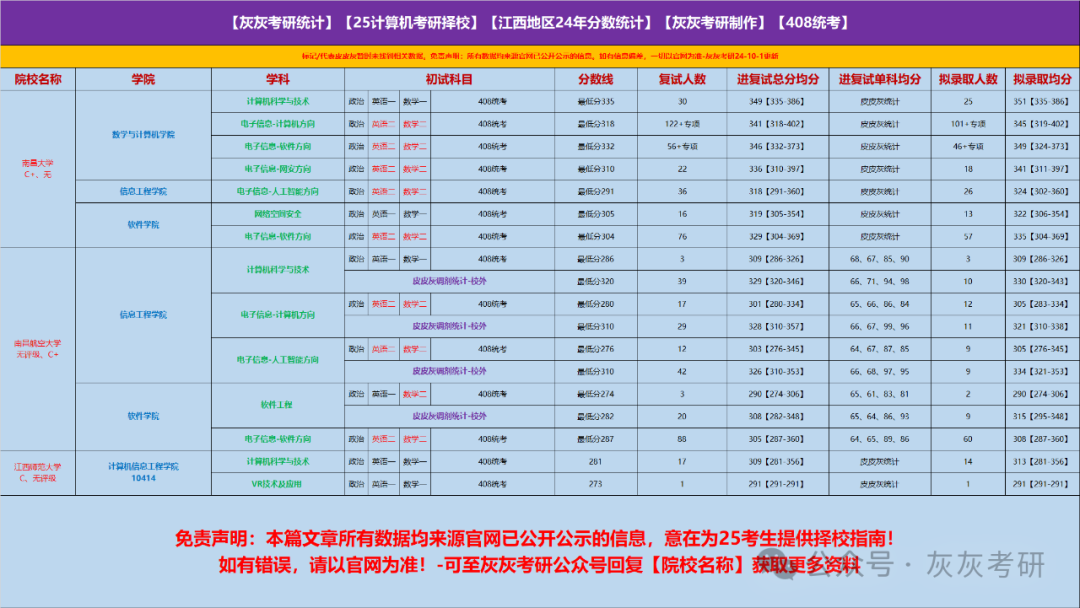 【灰灰考研统计】【25计算机考研择校】【江西地区24年分数统计】【灰灰考研制作】【408统考】
标记/代表皮皮灰暂时未找到相关数据，免责声明：所有数据均来源官网已公开公示的信息，如有信息偏差，一切以官网为准-灰灰考研24-10-1更新
院校名称 学院 学科 初试科目 分数线 复试人数 进复试总分均分 进复试单科均分 拟录取人数 拟录取均分
南昌大学
C+、无
数学与计算机学院
计算机科学与技术 政治 英语一 数学一 408统考 最低分335 30 349【335-386】 皮皮灰统计 25 351【335-386】
电子信息-计算机方向 政治 英语二 数学二 408统考 最低分318 122+专项 341【318-402】 皮皮灰统计 101+专项 345【319-402】
电子信息-软件方向 政治 英语二 数学二 408统考 最低分332 56+专项 346【332-373】 皮皮灰统计 46+专项 349【324-373】
电子信息-网安方向 政治 英语二 数学二 408统考 最低分310 22 336【310-397】 皮皮灰统计 18 341【311-397】
信息工程学院 电子信息-人工智能方向 政治 英语二 数学二 408统考 最低分291 36 318【291-360】 皮皮灰统计 26 324【302-360】
软件学院
网络空间安全 政治 英语一 数学一 408统考 最低分305 16 319【305-354】 皮皮灰统计 13 322【306-354】
电子信息-软件方向 政治 英语二 数学二 408统考 最低分304 76 329【304-369】 皮皮灰统计 57 335【304-369】
南昌航空大学
无评级、C+
信息工程学院
计算机科学与技术 政治 英语一 数学一 408统考 最低分286 3 309【286-326】 68、67、85、90 3 309【286-326】
皮皮灰调剂统计-校外 最低分320 39 329【320-346】 66、71、94、98 10 330【320-343】
电子信息-计算机方向 政治 英语二 数学二 408统考 最低分280 17 301【280-334】 65、66、86、84 12 305【283-334】
皮皮灰调剂统计-校外 最低分310 29 328【310-357】 66、67、99、96 11 321【310-338】
电子信息-人工智能方向 政治 英语二 数学二 408统考 最低分276 12 303【276-345】 64、67、87、85 9 305【276-345】
皮皮灰调剂统计-校外 最低分310 42 326【310-353】 66、68、97、95 9 334【321-353】
软件学院
软件工程 政治 英语一 数学二 408统考 最低分274 3 290【274-306】 65、61、83、81 2 290【274-306】
皮皮灰调剂统计-校外 最低分282 20 308【282-348】 65、64、86、93 9 315【295-348】
电子信息-软件方向 政治 英语二 数学二 408统考 最低分287 88 305【287-360】 64、65、89、86 60 308【287-360】
江西师范大学
C、无评级
计算机信息工程学院
10414
计算机科学与技术 政治 英语一 数学一 408统考 281 17 309【281-356】 皮皮灰统计 14 313【281-356】
VR技术及应用 政治 英语一 数学一 408统考 273 1 291【291-291】 皮皮灰统计 1 291【291-291】
免责声明：本篇文章所有数据均来源官网已公开公示的信息，意在为25考生提供择校指南！
如有错误，请以官网为准！-可至灰灰考研公众号回复【院校名称】获取更多资料
公众号 · 灰灰考研